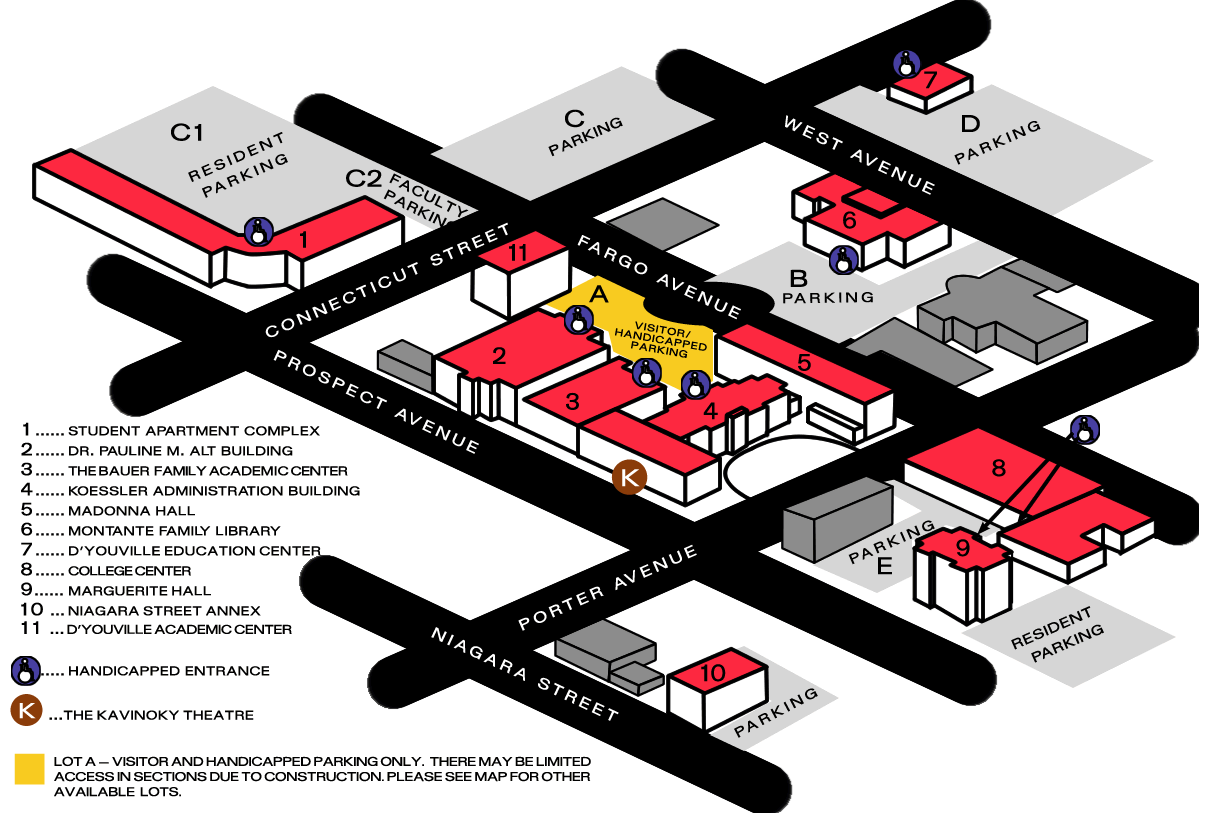 7
C1
RESIDENT
PARKING
C
PARKING
WEST AVENUE
D
PARKING
C2
FACULTY
PARKING
6
1
CONNECTICUT STREET
11
FARGO AVENUE
B
PARKING
A
VISITOR/
HANDICAPPED
PARKING
2
5
3
4
PROSPECT AVENUE
K
8
PARKING
E
9
PORTER AVENUE
RESIDENT
PARKING
NIAGARA STREET
10
PARKING
1 ...... STUDENT APARTMENT COMPLEX
2 ...... DR. PAULINE M. ALT BUILDING
3 ...... THE BAUER FAMILY ACADEMIC CENTER
4 ...... KOESSLER ADMINISTRATION BUILDING
5 ...... MADONNA HALL
6 ...... MONTANTE FAMILY LIBRARY
7 ...... D'YOUVILLE EDUCATION CENTER
8 ...... COLLEGE CENTER
9 ...... MARGUERITE HALL
10 ... NIAGARA STREET ANNEX
11 ... D'YOUVILLE ACADEMIC CENTER
..... HANDICAPPED ENTRANCE
K ...THE KAVINOKY THEATRE
LOT A – VISITOR AND HANDICAPPED PARKING ONLY. THERE MAY BE LIMITED
ACCESS IN SECTIONS DUE TO CONSTRUCTION. PLEASE SEE MAP FOR OTHER
AVAILABLE LOTS.